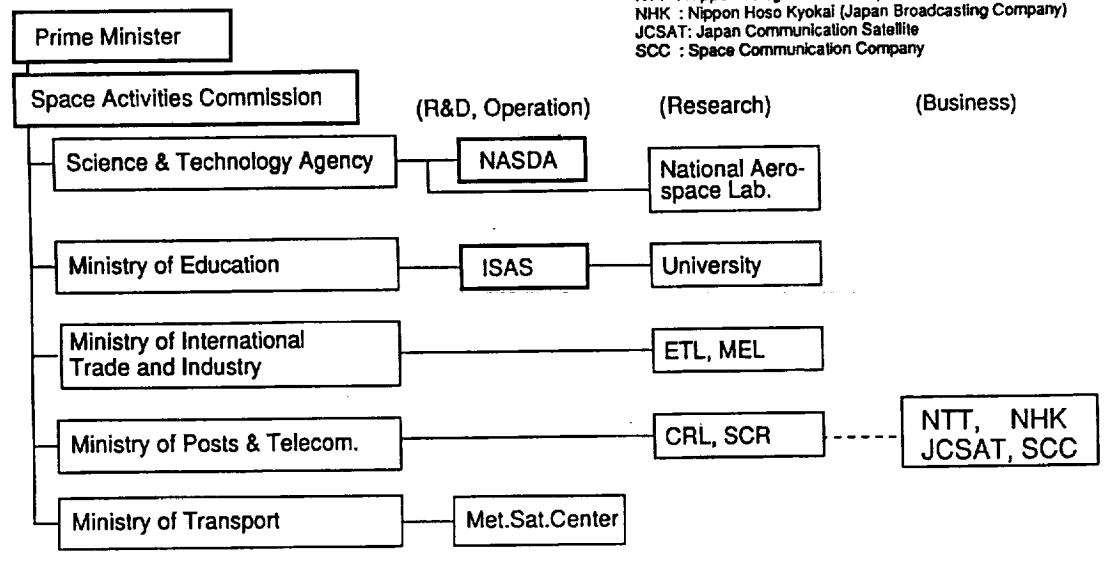 NHK : Nippon Hoso Kyokai (Japan Broadcasting Company)
JCSAT: Japan Communication Satellite
SCC : Space Communication Company
Prime Minister
Space Activities Commission
(R&D, Operation)
(Research)
(Business)
Science & Technology Agency
NASDA
National Aero-
space Lab.
Ministry of Education
ISAS
University
Ministry of International
Trade and Industry
ETL, MEL
Ministry of Posts & Telecom.
CRL, SCR
NTT, NHK
JCSAT, SCC
Ministry of Transport
Met.Sat.Center